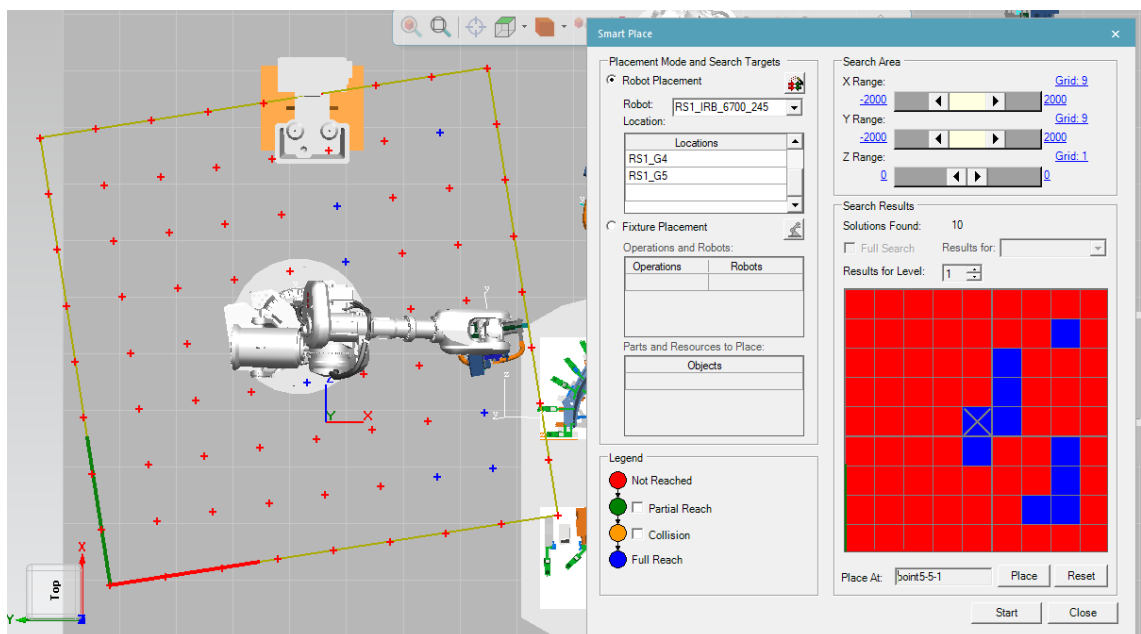 Smart Place
Placement Mode and Search Targets
Robot Placement
Robot: RS1_IRB_6700_245
Location:
Locations
RS1_G4
RS1_G5
Fixture Placement
Operations and Robots:
Operations Robots
Parts and Resources to Place:
Objects
Legend
Not Reached
Partial Reach
Collision
Full Reach
Search Area
X Range: Grid: 9
-2000 2000
Y Range: Grid: 9
-2000 2000
Z Range: Grid: 1
0 0
Search Results
Solutions Found: 10
Full Search Results for:
Results for Level: 1
Place At: point5-5-1 Place Reset
Start Close
y
z
Z
Y X
X
Top
Y